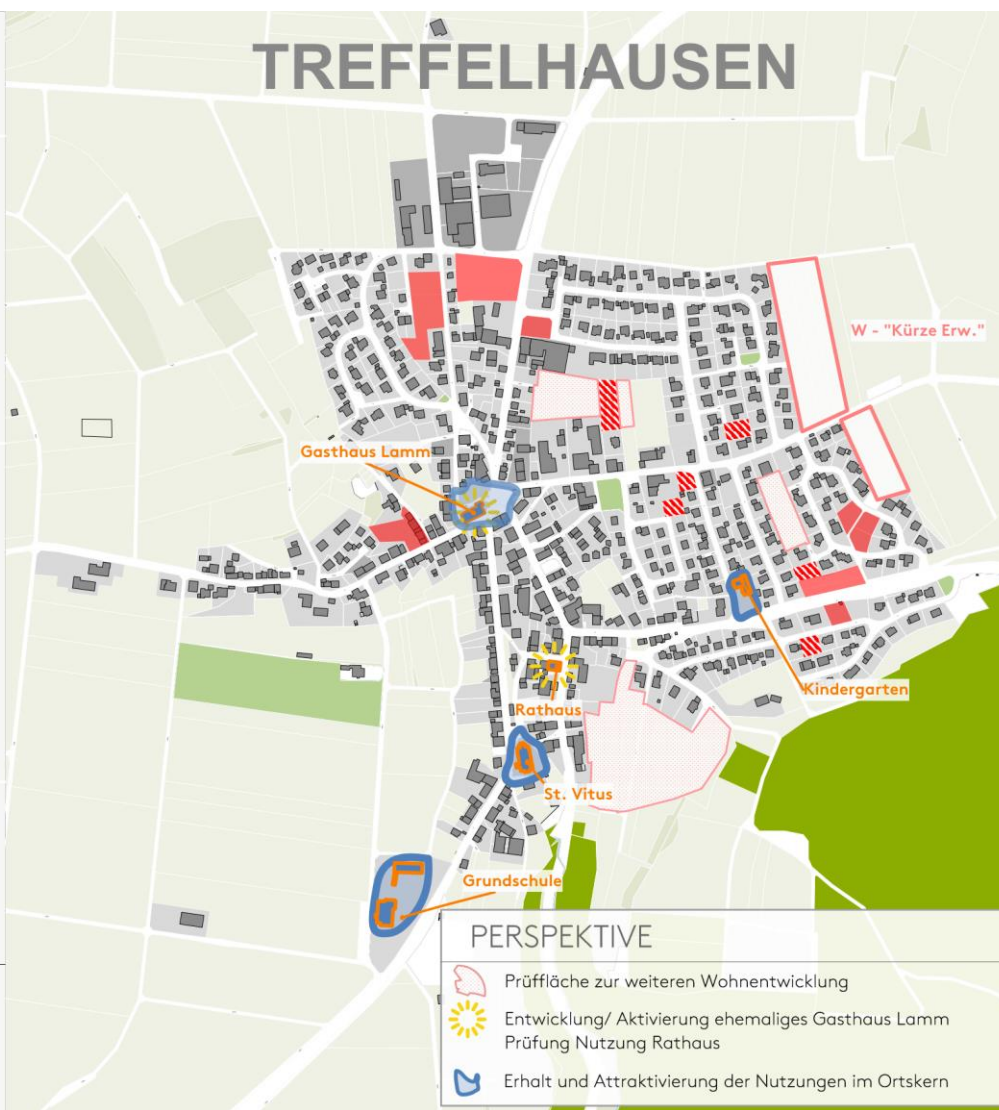 TREFFELHAUSEN
W - "Kürze Erw."
Gasthaus Lamm
Kindergarten
Rathaus
St. Vitus
Grundschule
PERSPEKTIVE
Prüffläche zur weiteren Wohnentwicklung
Entwicklung/ Aktivierung ehemaliges Gasthaus Lamm
Prüfung Nutzung Rathaus
Erhalt und Attraktivierung der Nutzungen im Ortskern